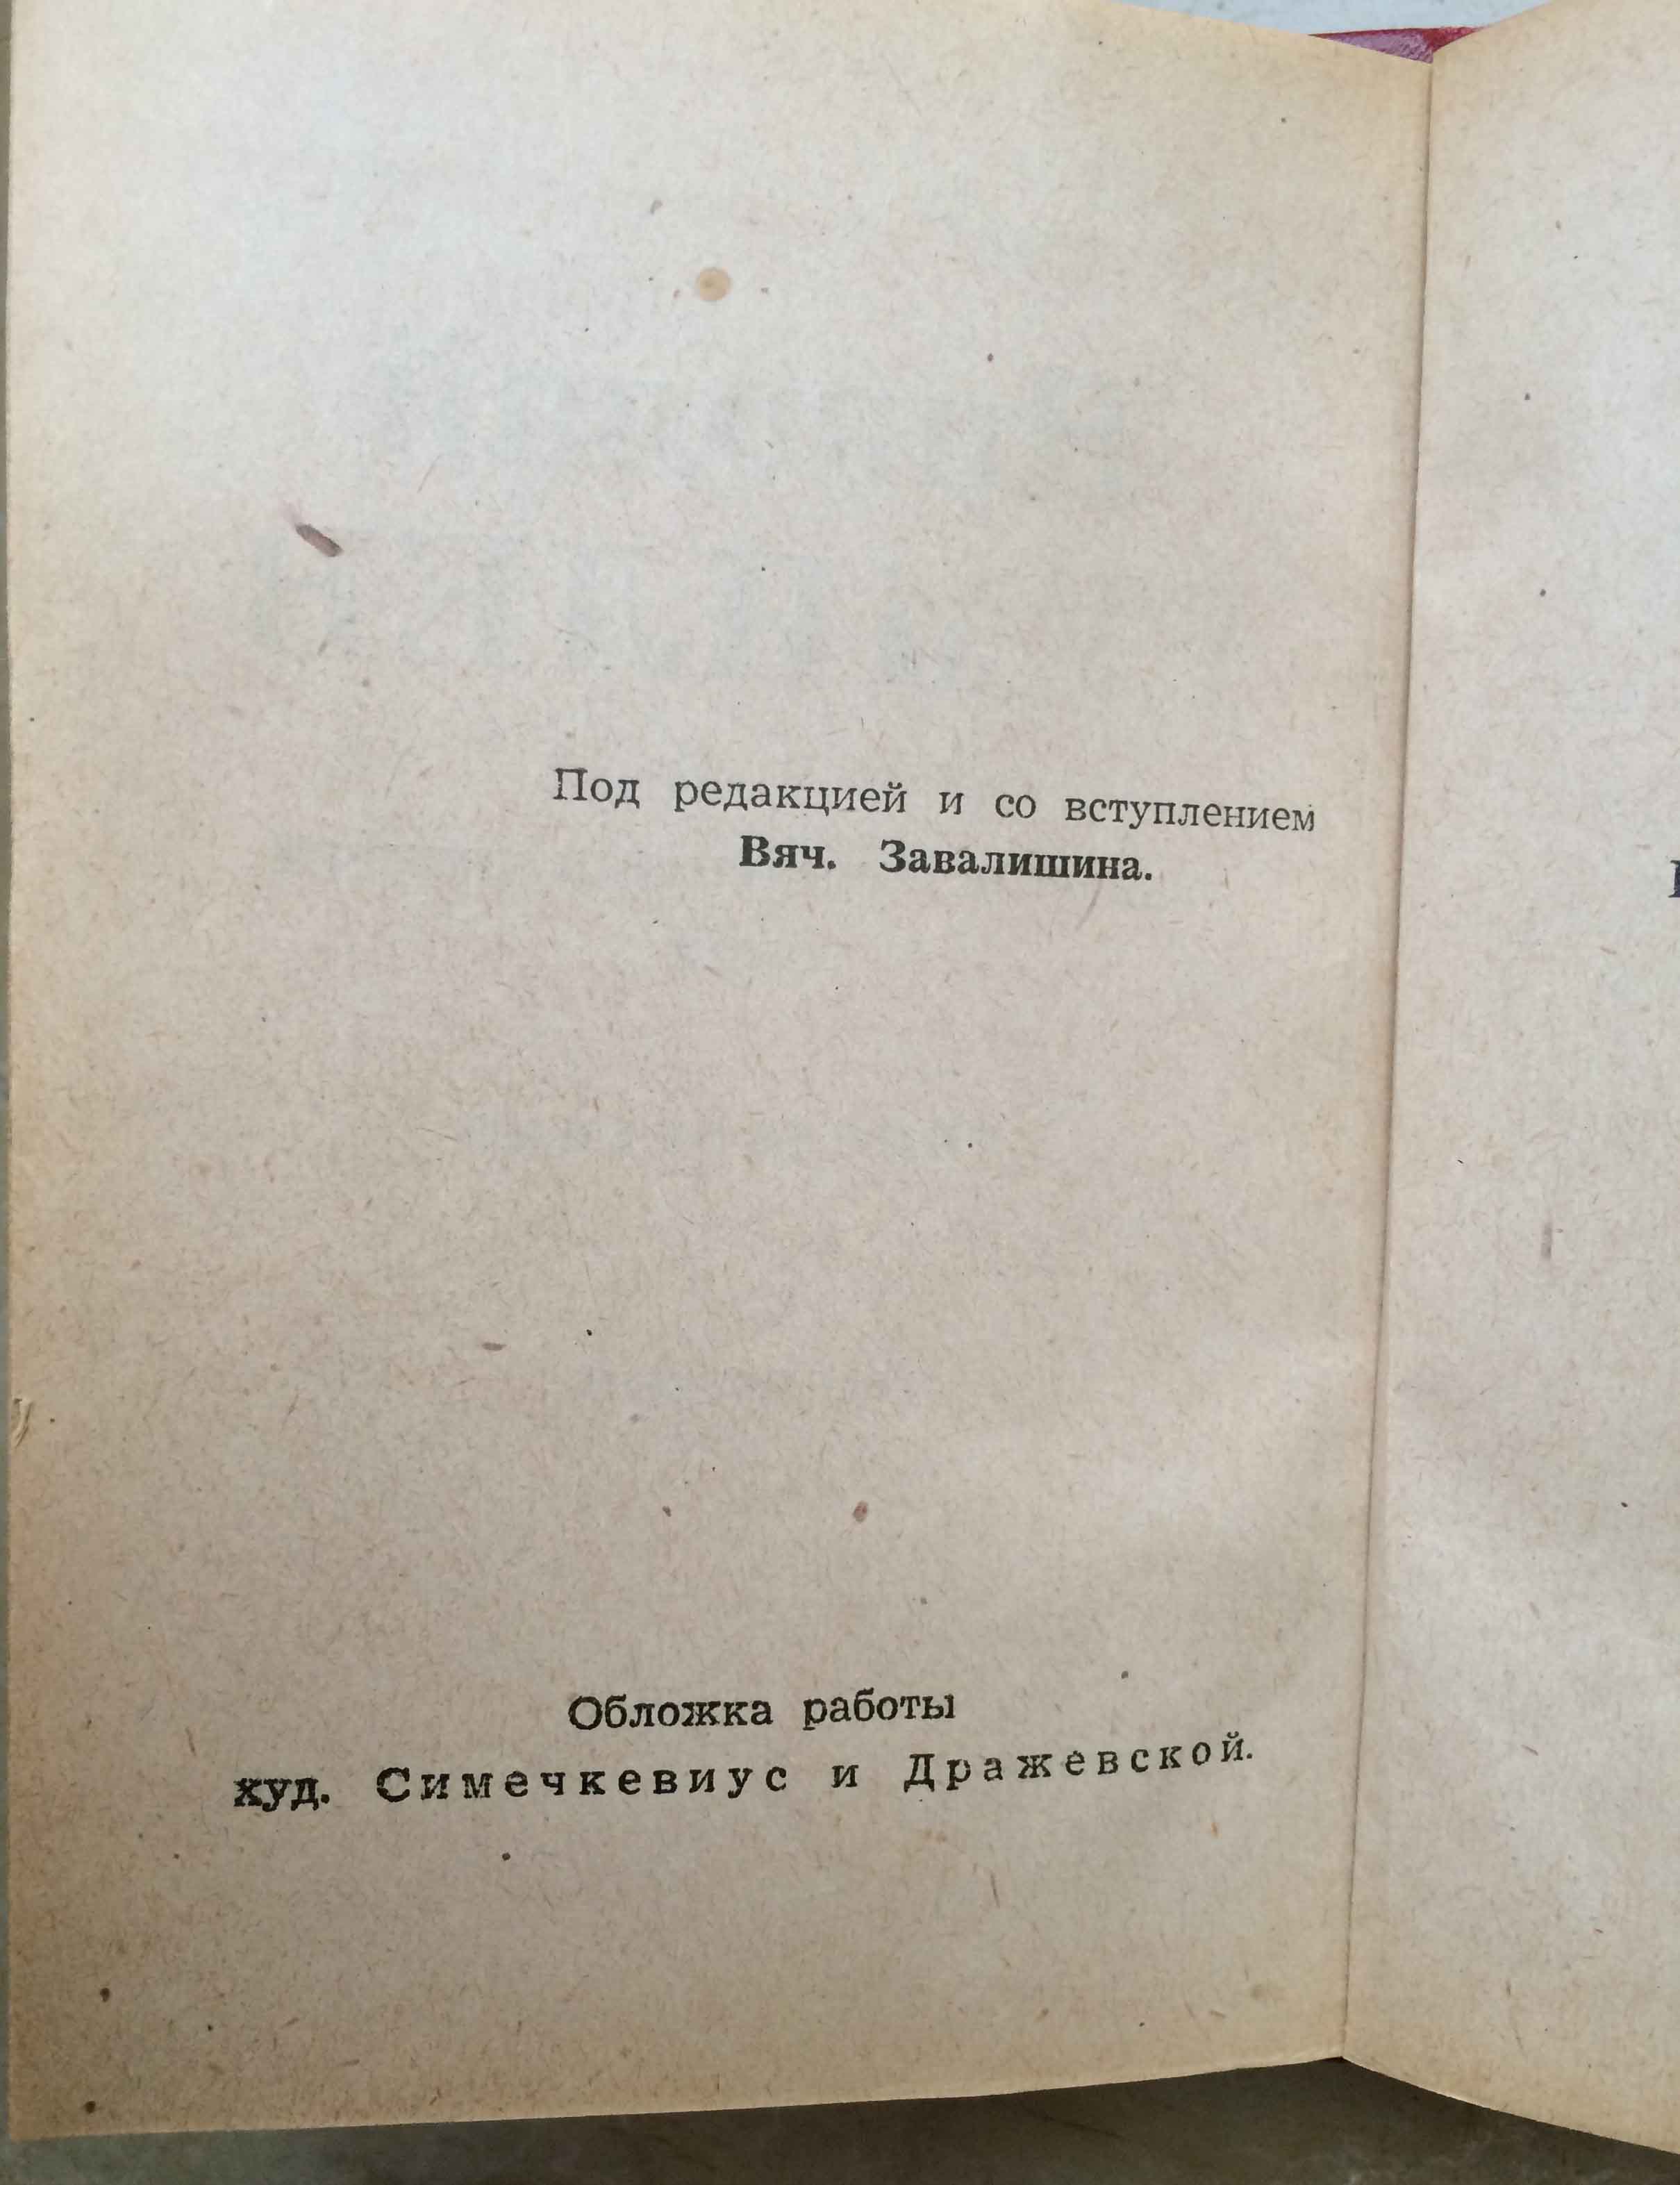 Под редакцией и со вступлением
Вяч. Завалишина.
Обложка работы
худ. Симечкевиус и Дражевской.